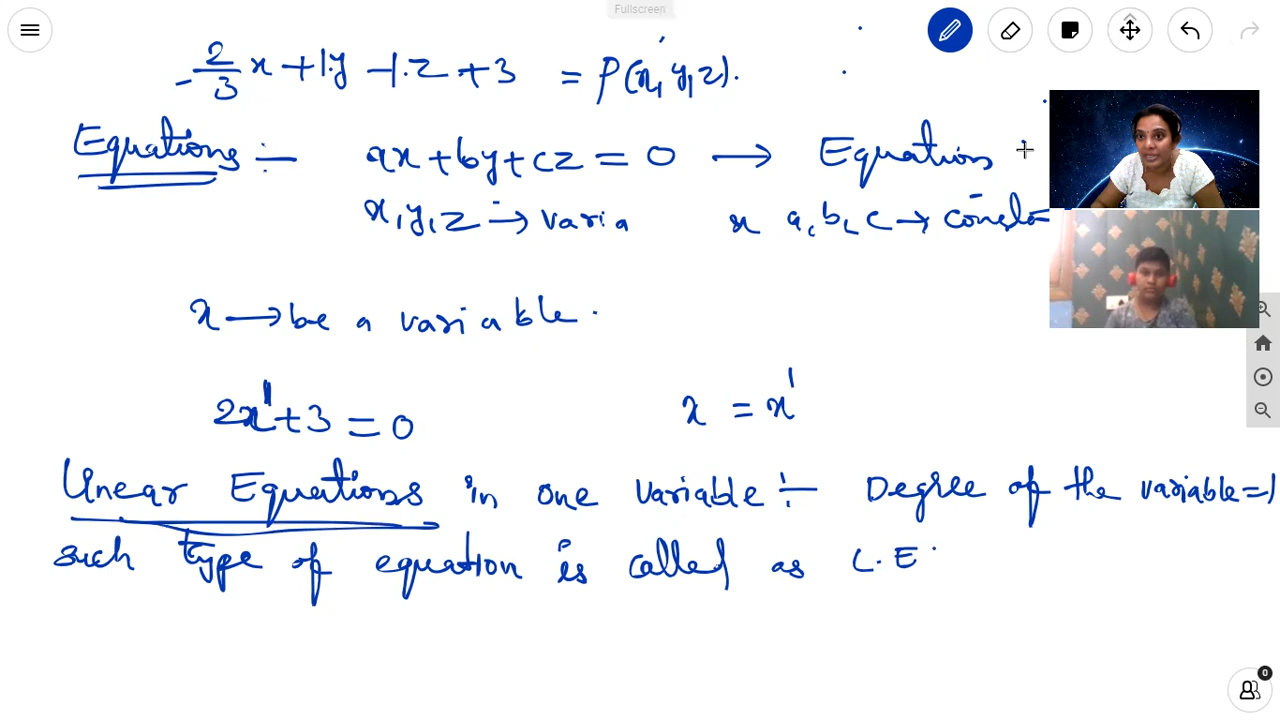 Fullscreen
-2/3 x + 1.y - 1.z + 3 = P(x, y, z).
Equations :- ax + by + cz = 0 → Equation
x, y, z → varia x a, b, c → consta
x → be a variable.
2x¹ + 3 = 0 x = x¹
Linear Equations in one variable :- Degree of the variable = 1
such type of equation is called as L.E.
0